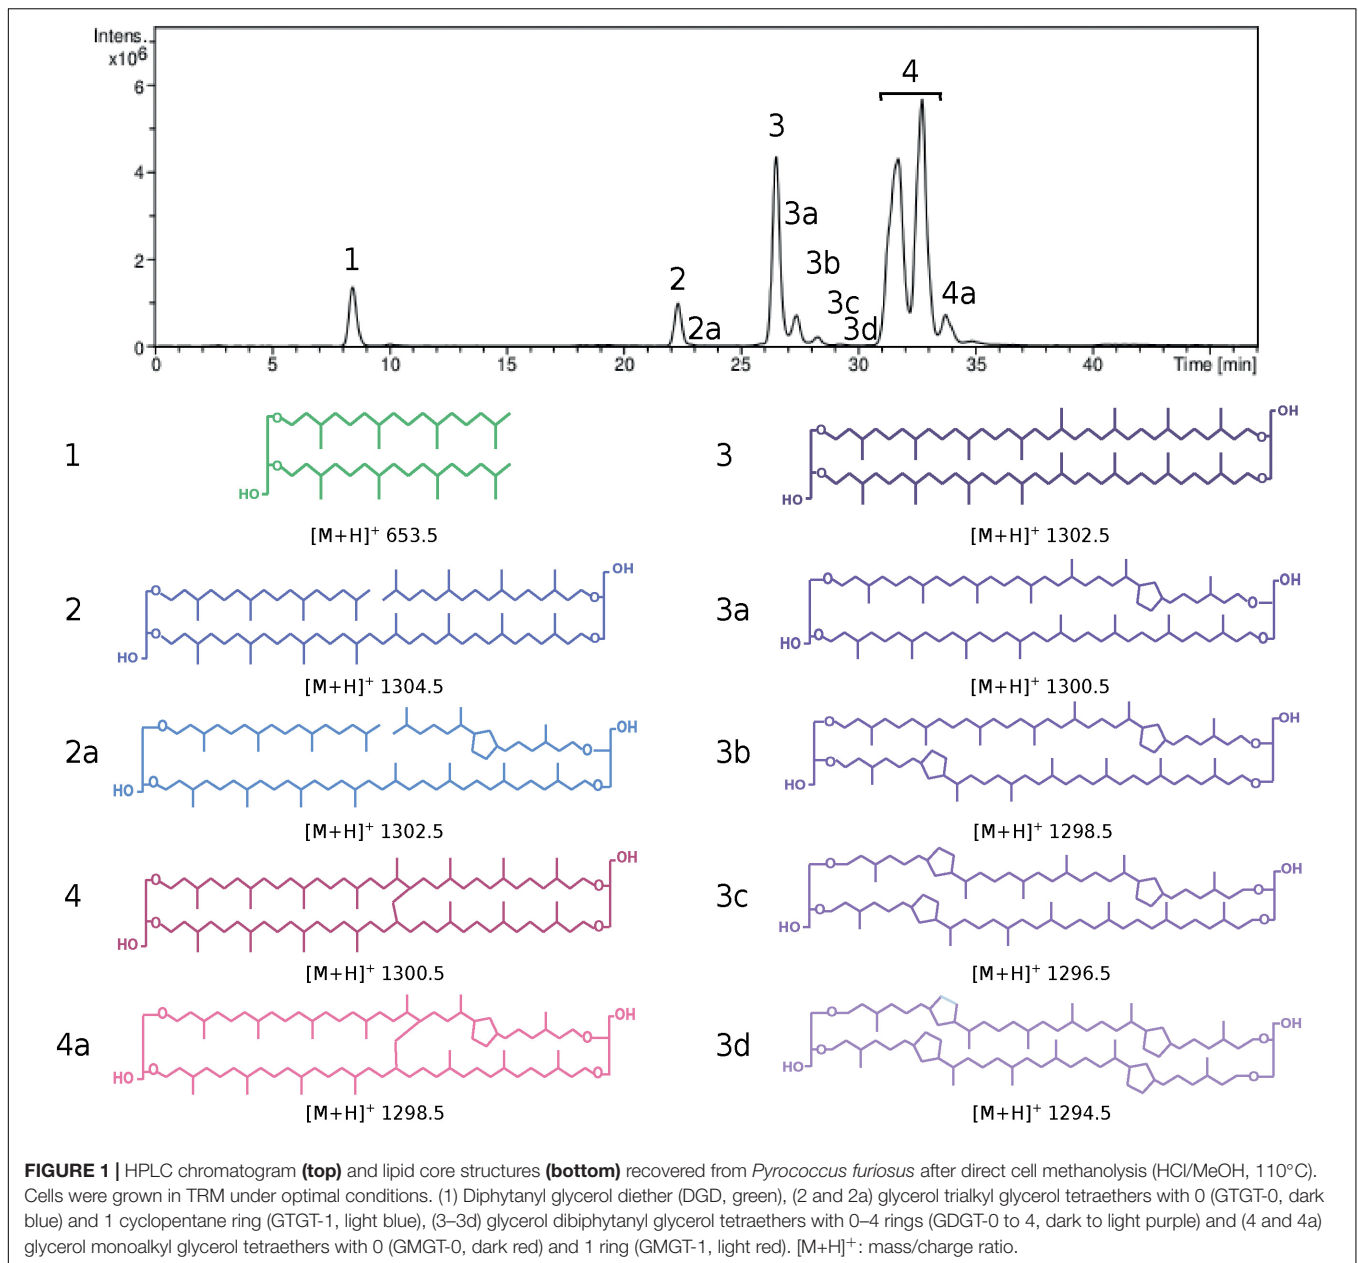 Intens.
x10⁶
6
4
2
0
0 5 10 15 20 25 30 35 40 Time [min]
1
2
2a
3
3a
3b
3c
3d
4
4a
1
O
O
HO
[M+H]⁺ 653.5
3
OH
O
O
O
O
HO
[M+H]⁺ 1302.5
2
OH
O
O
O
O
HO
[M+H]⁺ 1304.5
3a
OH
O
O
O
O
HO
[M+H]⁺ 1300.5
2a
OH
O
O
O
O
HO
[M+H]⁺ 1302.5
3b
OH
O
O
O
O
HO
[M+H]⁺ 1298.5
4
OH
O
O
O
O
HO
[M+H]⁺ 1300.5
3c
OH
O
O
O
O
HO
[M+H]⁺ 1296.5
4a
OH
O
O
O
O
HO
[M+H]⁺ 1298.5
3d
OH
O
O
O
O
HO
[M+H]⁺ 1294.5
FIGURE 1 | HPLC chromatogram (top) and lipid core structures (bottom) recovered from Pyrococcus furiosus after direct cell methanolysis (HCl/MeOH, 110°C).
Cells were grown in TRM under optimal conditions. (1) Diphytanyl glycerol diether (DGD, green), (2 and 2a) glycerol trialkyl glycerol tetraethers with 0 (GTGT-0, dark
blue) and 1 cyclopentane ring (GTGT-1, light blue), (3–3d) glycerol dibiphytanyl glycerol tetraethers with 0–4 rings (GDGT-0 to 4, dark to light purple) and (4 and 4a)
glycerol monoalkyl glycerol tetraethers with 0 (GMGT-0, dark red) and 1 ring (GMGT-1, light red). [M+H]⁺: mass/charge ratio.